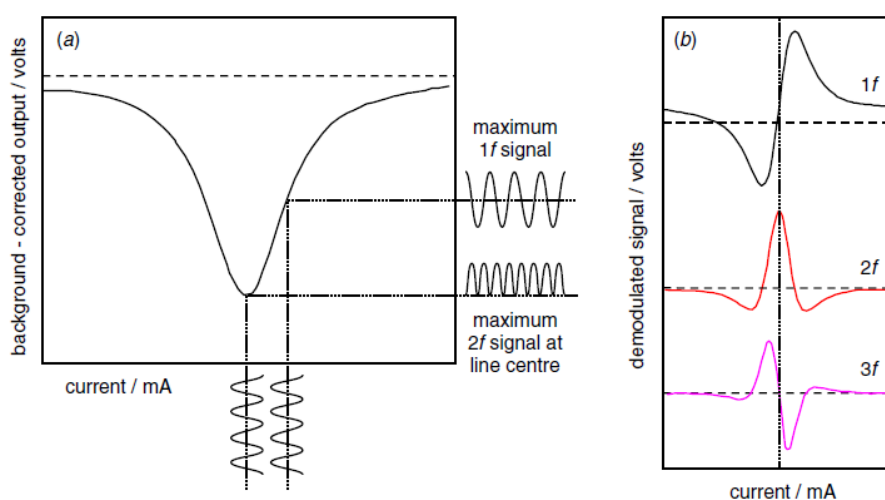 (a)
background - corrected output / volts
current / mA
maximum
1f signal
maximum
2f signal at
line centre
(b)
demodulated signal / volts
1f
2f
3f
current / mA